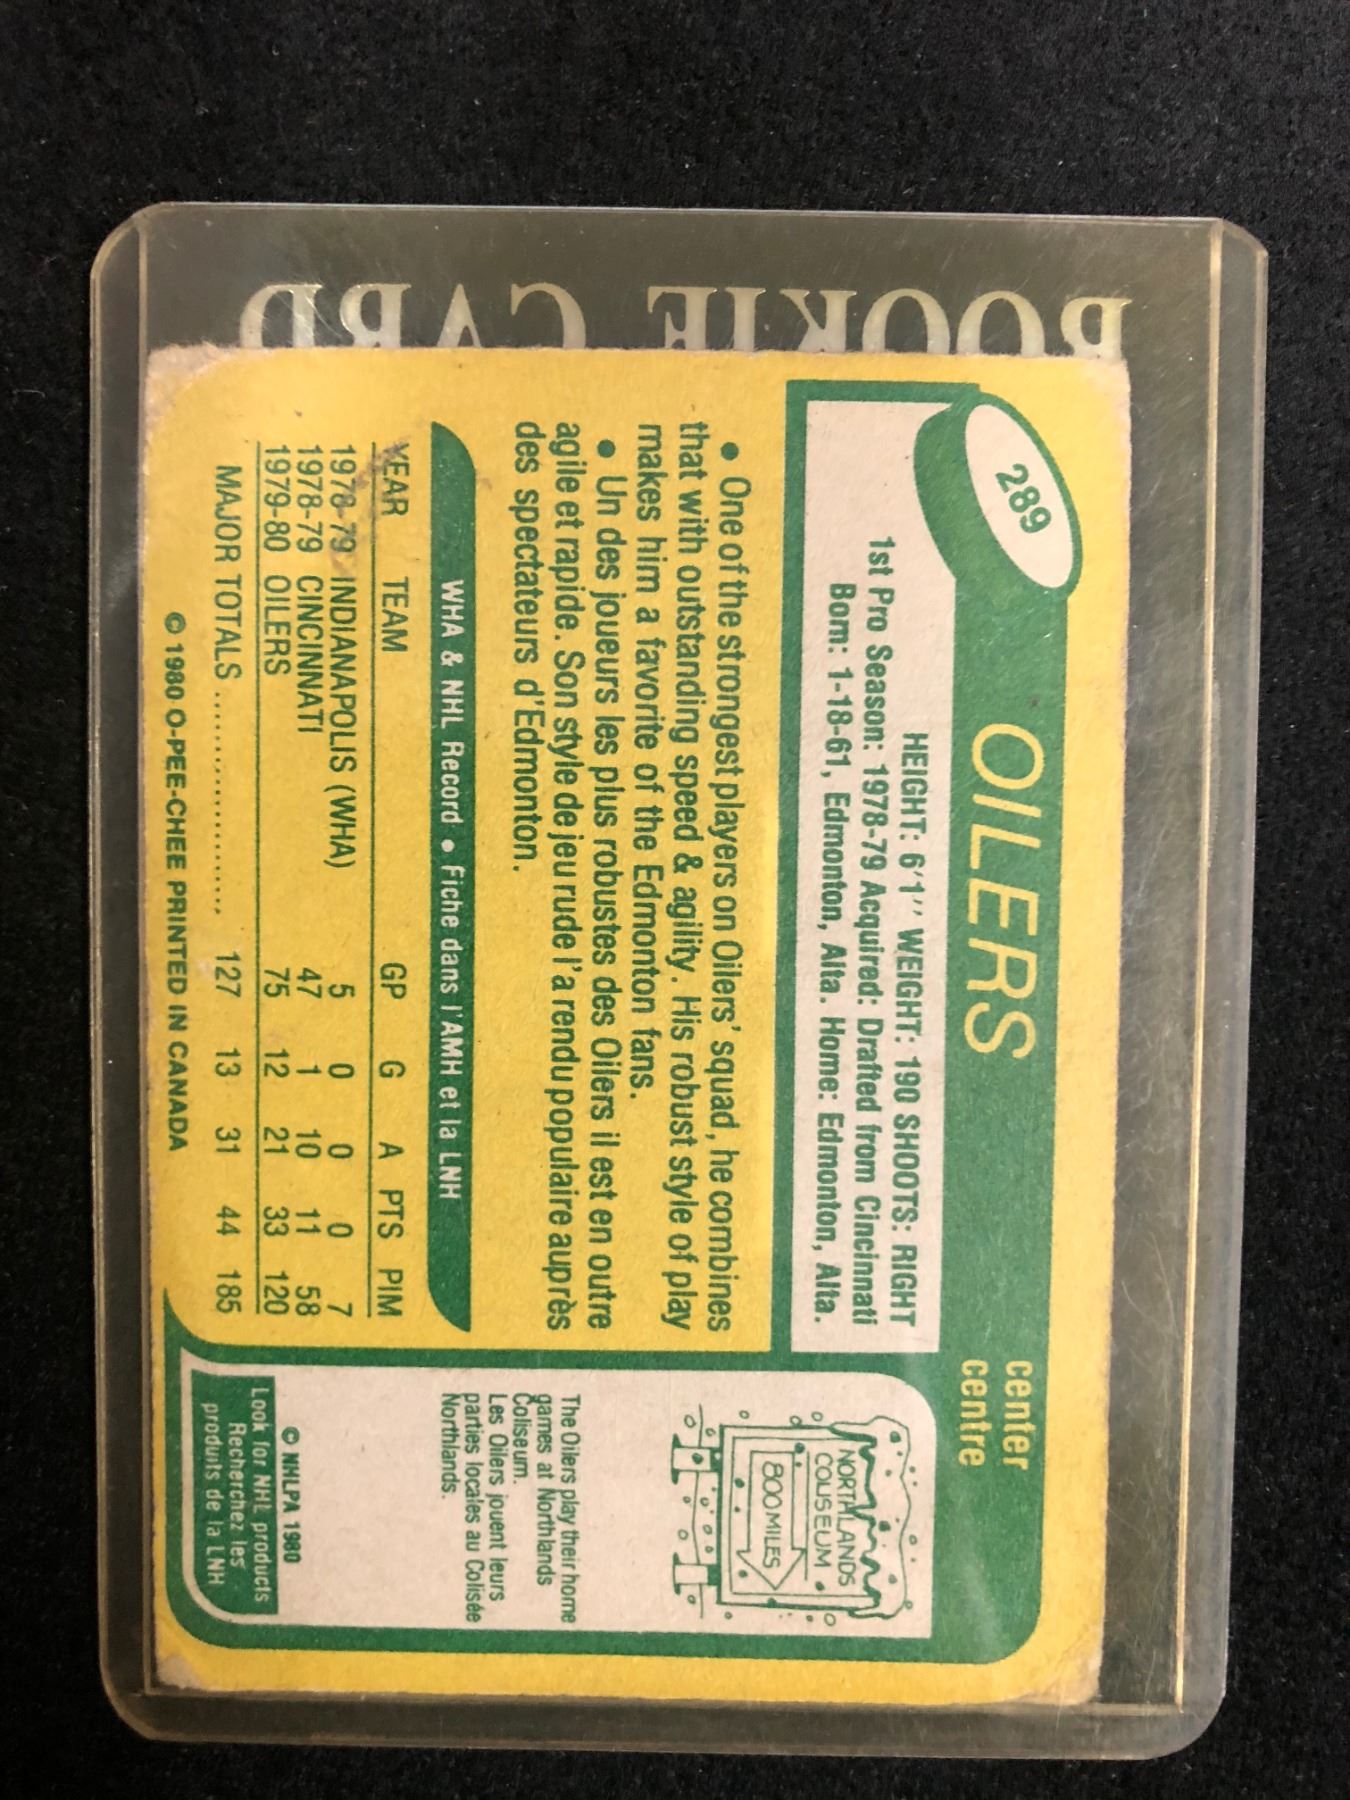 ROOKIE CARD
289
OILERS
center
centre
HEIGHT: 6'1" WEIGHT: 190 SHOOTS: RIGHT
1st Pro Season: 1978-79 Acquired: Drafted from Cincinnati
Born: 1-18-61, Edmonton, Alta. Home: Edmonton, Alta.
• One of the strongest players on Oilers' squad, he combines
that with outstanding speed & agility. His robust style of play
makes him a favorite of the Edmonton fans.
• Un des joueurs les plus robustes des Oilers il est en outre
agile et rapide. Son style de jeu rude l'a rendu populaire auprès
des spectateurs d'Edmonton.
WHA & NHL Record • Fiche dans l'AMH et la LNH
YEAR TEAM GP G A PTS PIM
1978-79 INDIANAPOLIS (WHA) 5 0 0 0 7
1978-79 CINCINNATI 47 1 10 11 58
1979-80 OILERS 75 12 21 33 120
MAJOR TOTALS .................. 127 13 31 44 185
© 1980 O-PEE-CHEE PRINTED IN CANADA
NORTHLANDS
COLISEUM
800 MILES
The Oilers play their home
games at Northlands
Coliseum.
Les Oilers jouent leurs
parties locales au Colisée
Northlands.
© NHLPA 1980
Look for NHL products
Recherchez les
produits de la LNH